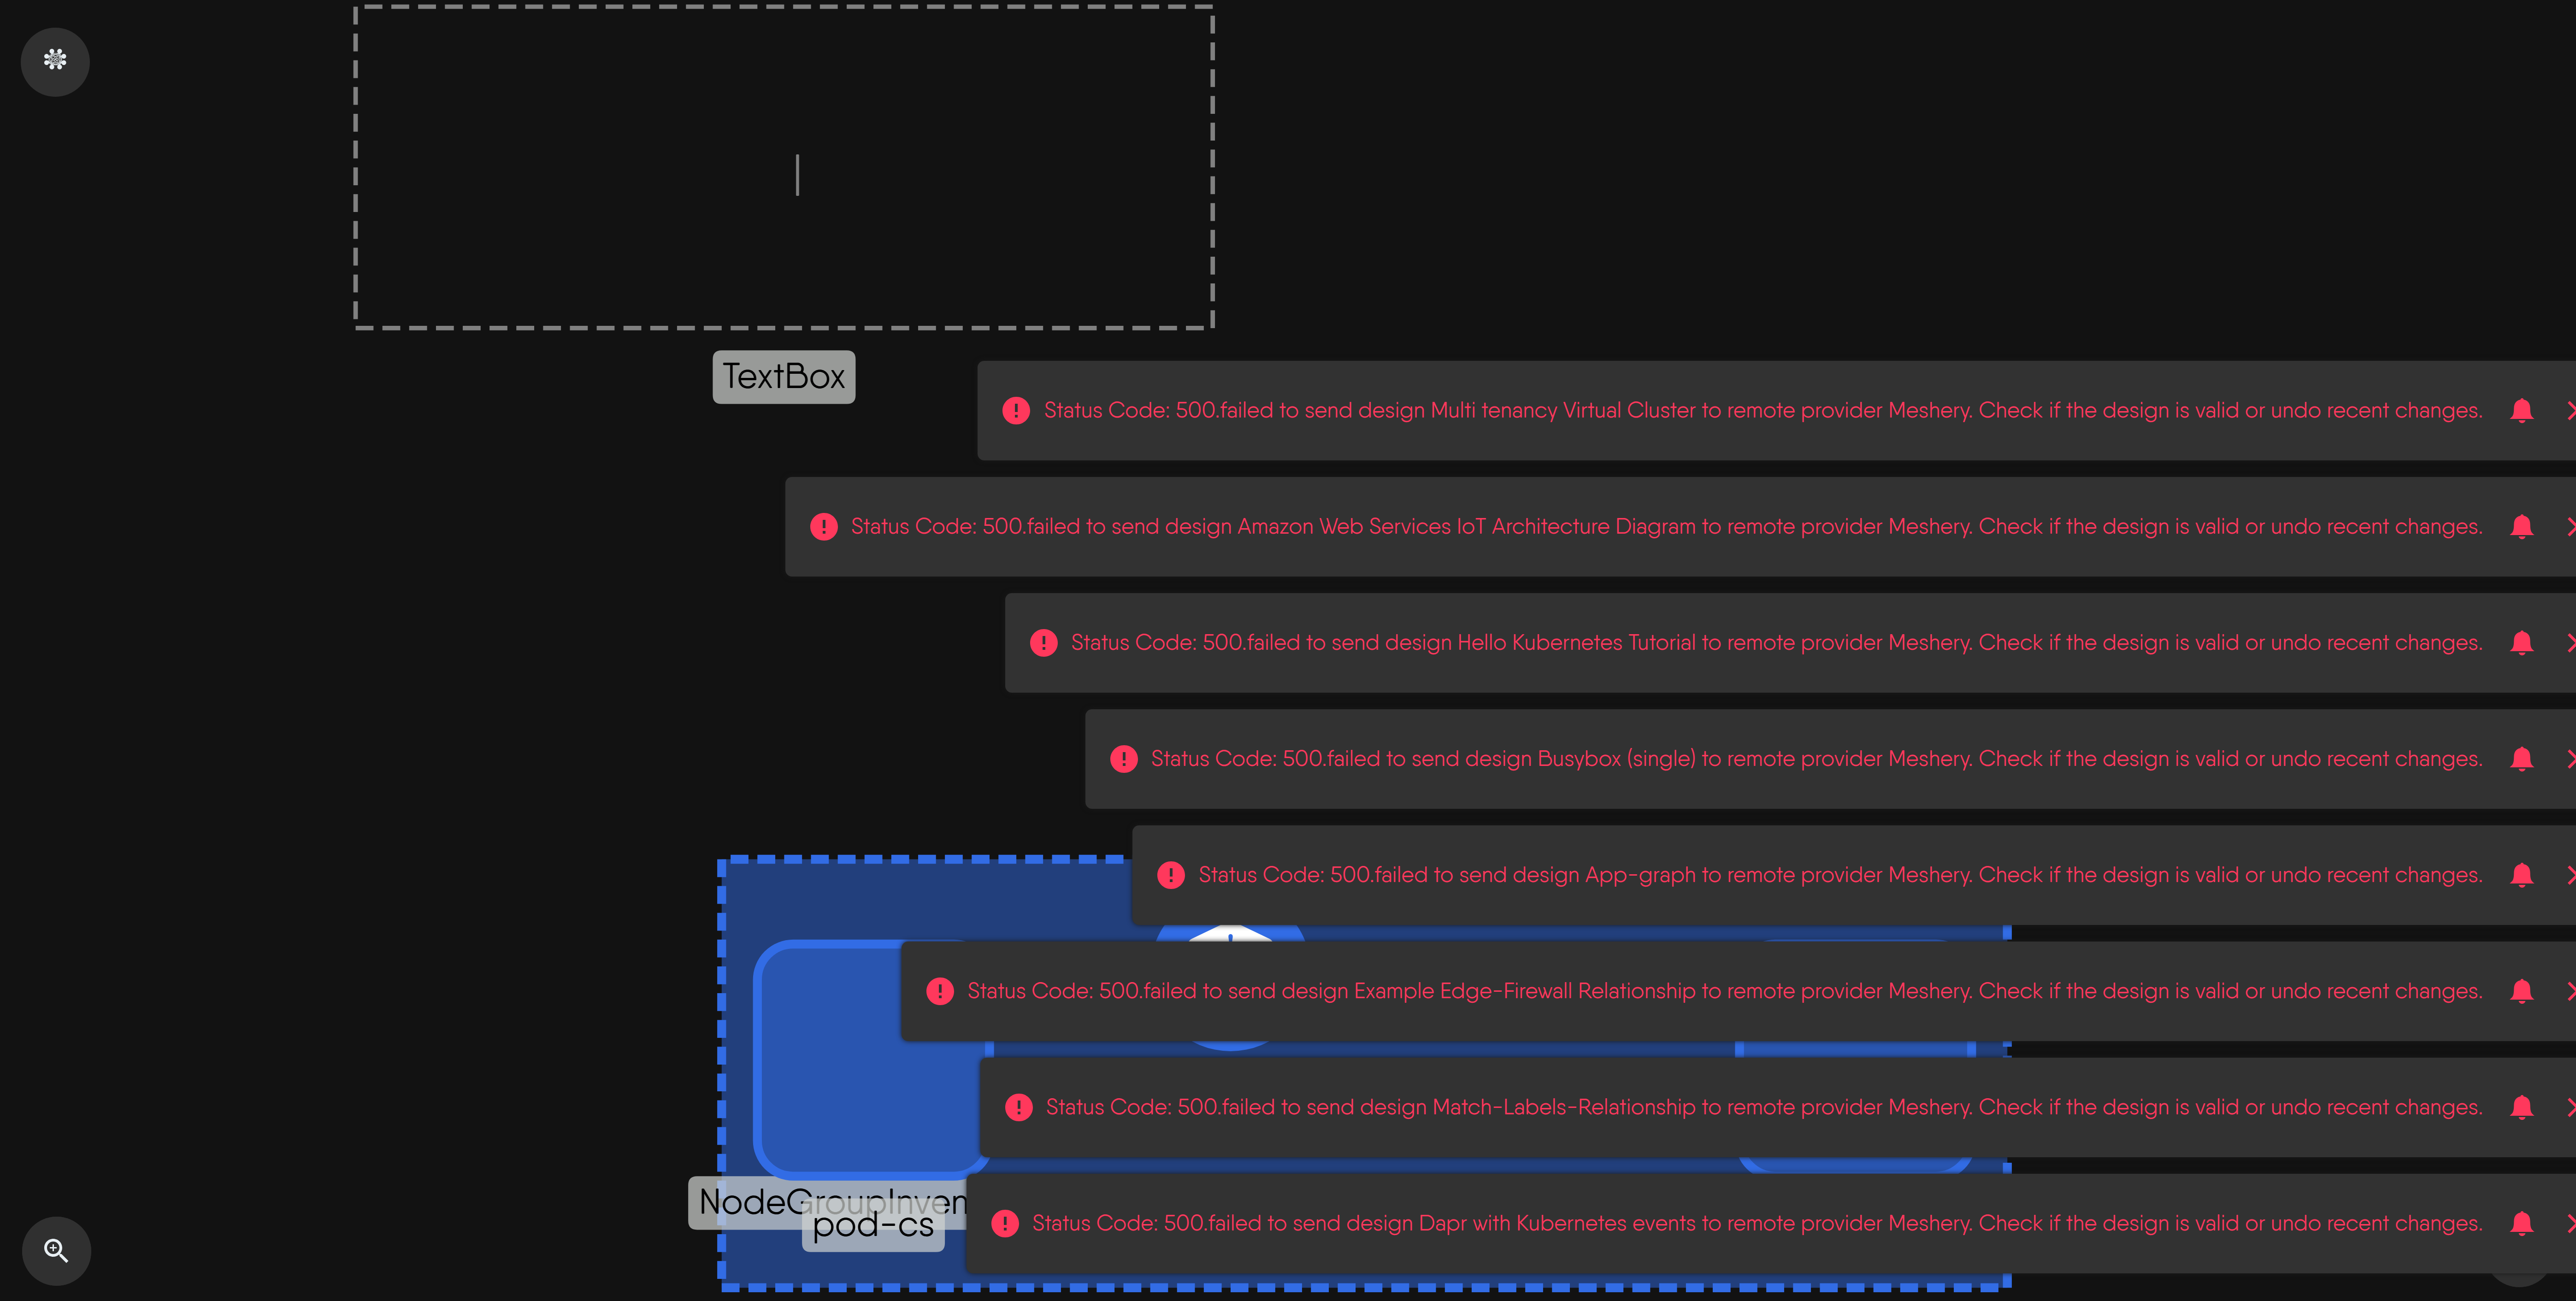 TextBox
Status Code: 500.failed to send design Multi tenancy Virtual Cluster to remote provider Meshery. Check if the design is valid or undo recent changes.
Status Code: 500.failed to send design Amazon Web Services IoT Architecture Diagram to remote provider Meshery. Check if the design is valid or undo recent changes.
Status Code: 500.failed to send design Hello Kubernetes Tutorial to remote provider Meshery. Check if the design is valid or undo recent changes.
Status Code: 500.failed to send design Busybox (single) to remote provider Meshery. Check if the design is valid or undo recent changes.
Status Code: 500.failed to send design App-graph to remote provider Meshery. Check if the design is valid or undo recent changes.
Status Code: 500.failed to send design Example Edge-Firewall Relationship to remote provider Meshery. Check if the design is valid or undo recent changes.
Status Code: 500.failed to send design Match-Labels-Relationship to remote provider Meshery. Check if the design is valid or undo recent changes.
NodeGroupInven
pod-cs
Status Code: 500.failed to send design Dapr with Kubernetes events to remote provider Meshery. Check if the design is valid or undo recent changes.